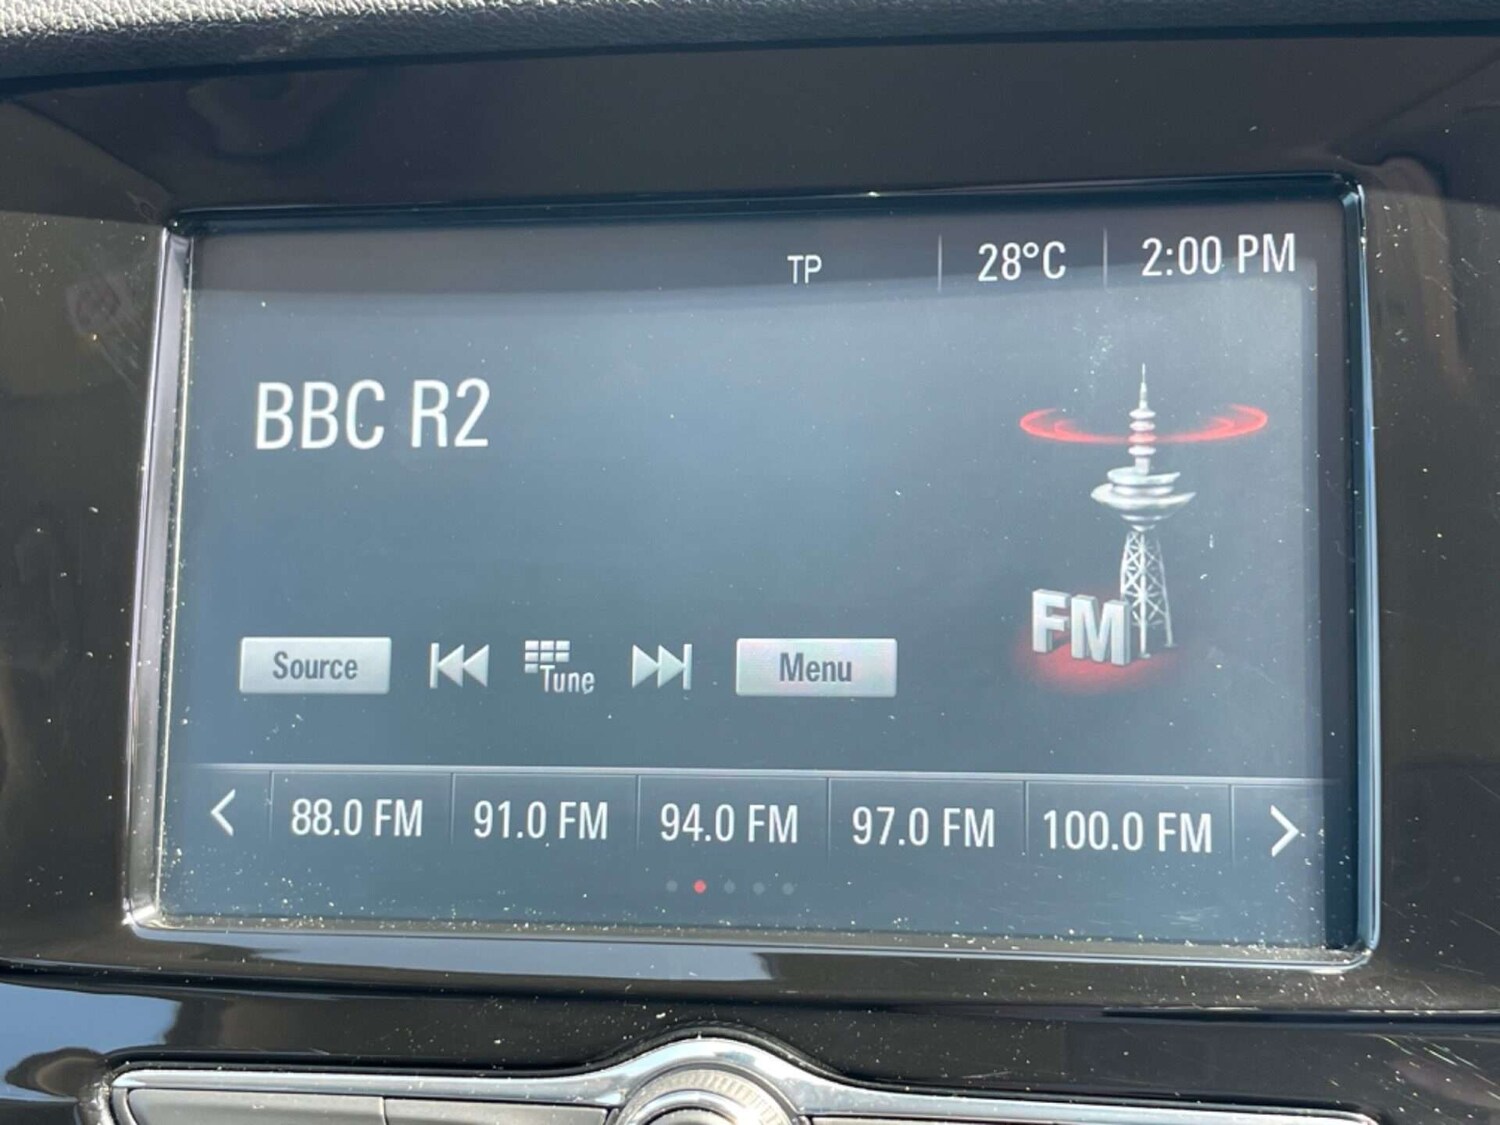 TP 28°C 2:00 PM
BBC R2
FM
Source Tune Menu
88.0 FM 91.0 FM 94.0 FM 97.0 FM 100.0 FM